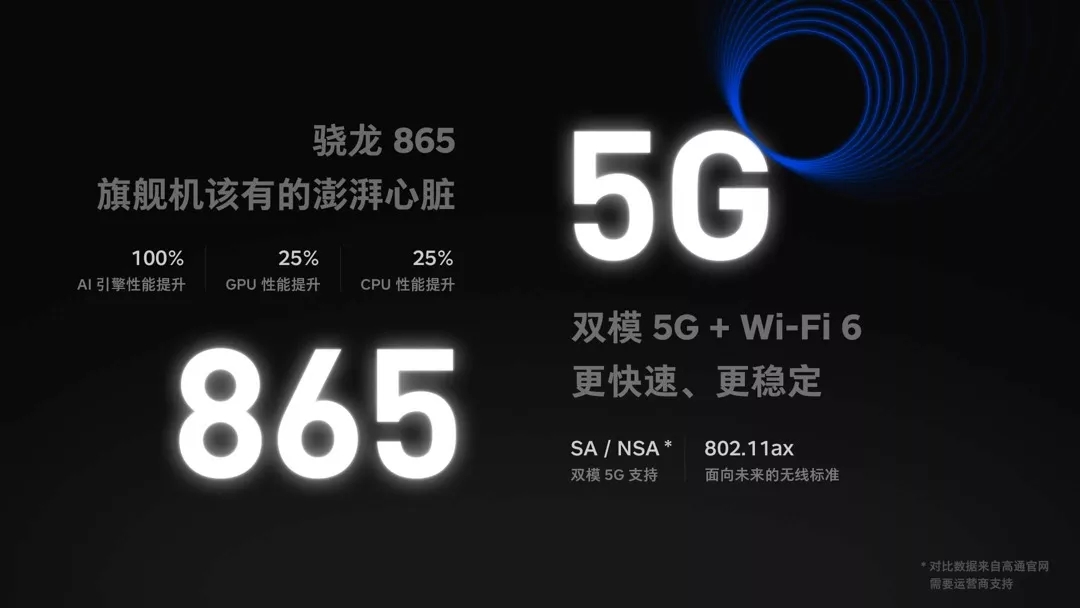 骁龙 865
旗舰机该有的澎湃心脏
100%
AI 引擎性能提升
25%
GPU 性能提升
25%
CPU 性能提升
865
5G
双模 5G + Wi-Fi 6
更快速、更稳定
SA / NSA *
双模 5G 支持
802.11ax
面向未来的无线标准
* 对比数据来自高通官网
需要运营商支持